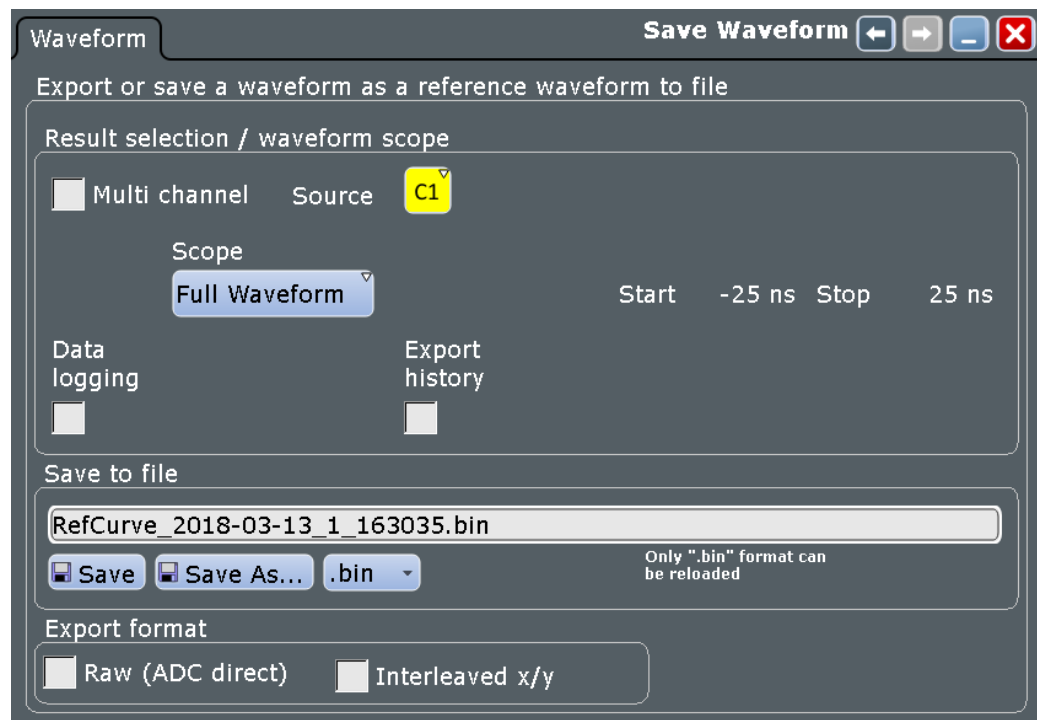 Waveform
Save Waveform
Export or save a waveform as a reference waveform to file
Result selection / waveform scope
Multi channel Source C1
Scope
Full Waveform Start -25 ns Stop 25 ns
Data Export
logging history
Save to file
RefCurve_2018-03-13_1_163035.bin
Save Save As... .bin
Only ".bin" format can
be reloaded
Export format
Raw (ADC direct) Interleaved x/y